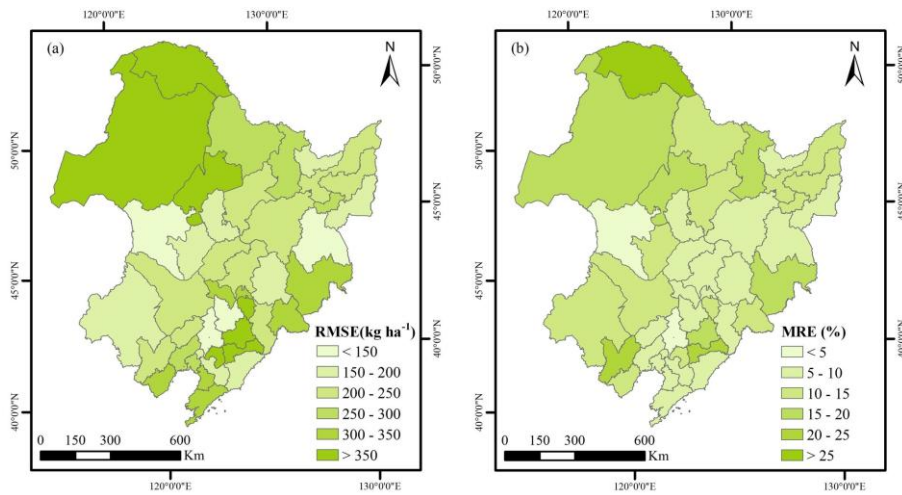 120°0'0"E 130°0'0"E
(a)
N
50°0'0"N
50°0'0"N
45°0'0"N
45°0'0"N
40°0'0"N
40°0'0"N
RMSE(kg ha⁻¹)
< 150
150 - 200
200 - 250
250 - 300
300 - 350
> 350
0 150 300 600
Km
120°0'0"E 130°0'0"E
120°0'0"E 130°0'0"E
(b)
N
50°0'0"N
50°0'0"N
45°0'0"N
45°0'0"N
40°0'0"N
40°0'0"N
MRE (%)
< 5
5 - 10
10 - 15
15 - 20
20 - 25
> 25
0 150 300 600
Km
120°0'0"E 130°0'0"E